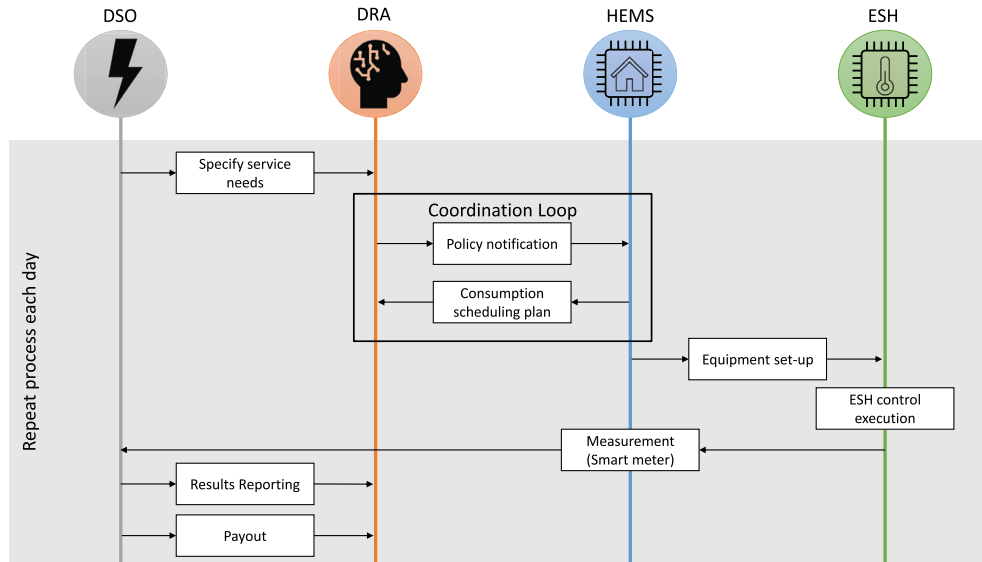 DSO
DRA
HEMS
ESH
Specify service
needs
Coordination Loop
Policy notification
Consumption
scheduling plan
Equipment set-up
ESH control
execution
Measurement
(Smart meter)
Results Reporting
Payout
Repeat process each day